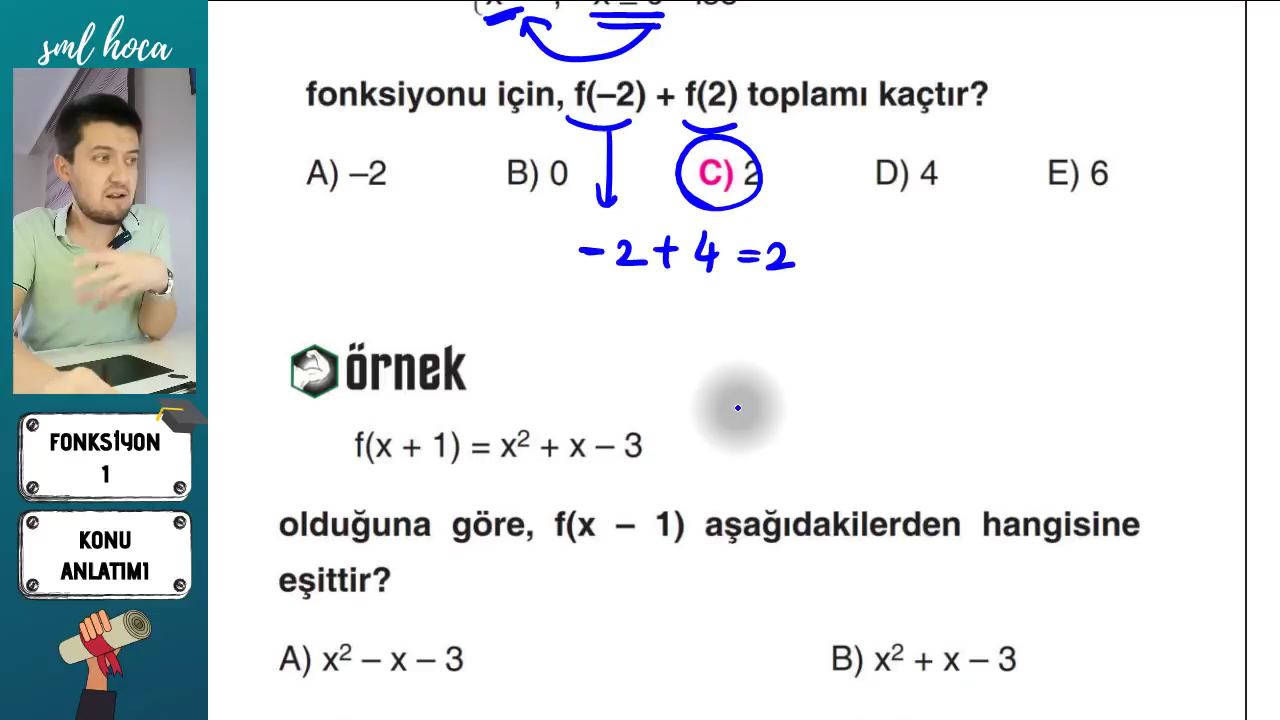 sml hoca
fonksiyonu için, f(–2) + f(2) toplamı kaçtır?
A) –2 B) 0 C) 2 D) 4 E) 6
-2+4=2
örnek
f(x + 1) = x² + x – 3
olduğuna göre, f(x – 1) aşağıdakilerden hangisine
eşittir?
A) x² – x – 3 B) x² + x – 3
FONKSİYON
1
KONU
ANLATIMI